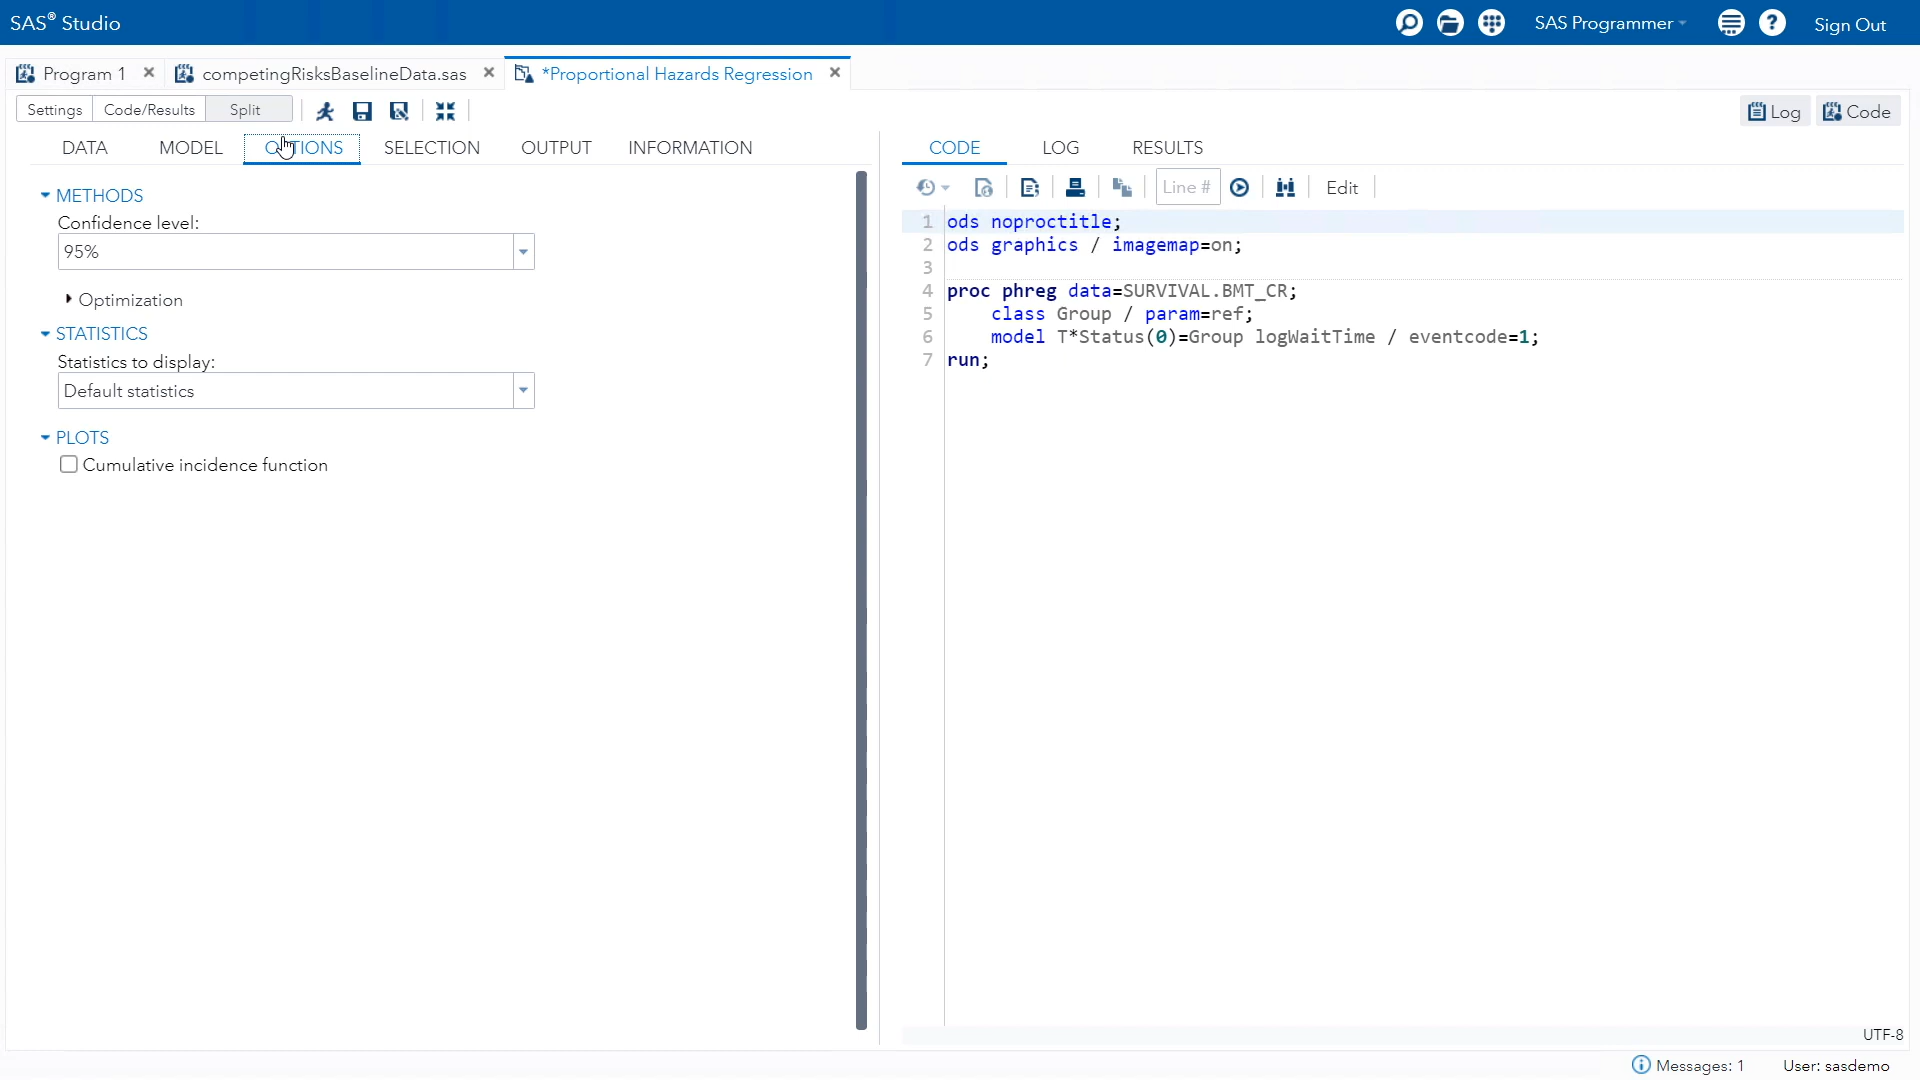 SAS® Studio
SAS Programmer
Sign Out
Program 1
competingRisksBaselineData.sas
*Proportional Hazards Regression
Settings
Code/Results
Split
Log
Code
DATA
MODEL
OPTIONS
SELECTION
OUTPUT
INFORMATION
METHODS
Confidence level:
95%
Optimization
STATISTICS
Statistics to display:
Default statistics
PLOTS
Cumulative incidence function
CODE
LOG
RESULTS
Line #
Edit
1 ods noproctitle;
2 ods graphics / imagemap=on;
3
4 proc phreg data=SURVIVAL.BMT_CR;
5 class Group / param=ref;
6 model T*Status(0)=Group logWaitTime / eventcode=1;
7 run;
UTF-8
Messages: 1
User: sasdemo